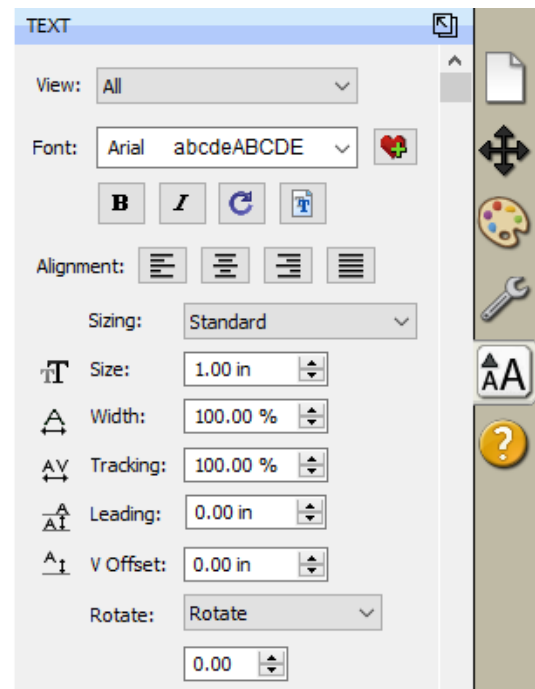 TEXT
View: All
Font: Arial abcdeABCDE
B I
Alignment:
Sizing: Standard
Size: 1.00 in
Width: 100.00 %
Tracking: 100.00 %
Leading: 0.00 in
V Offset: 0.00 in
Rotate: Rotate
0.00